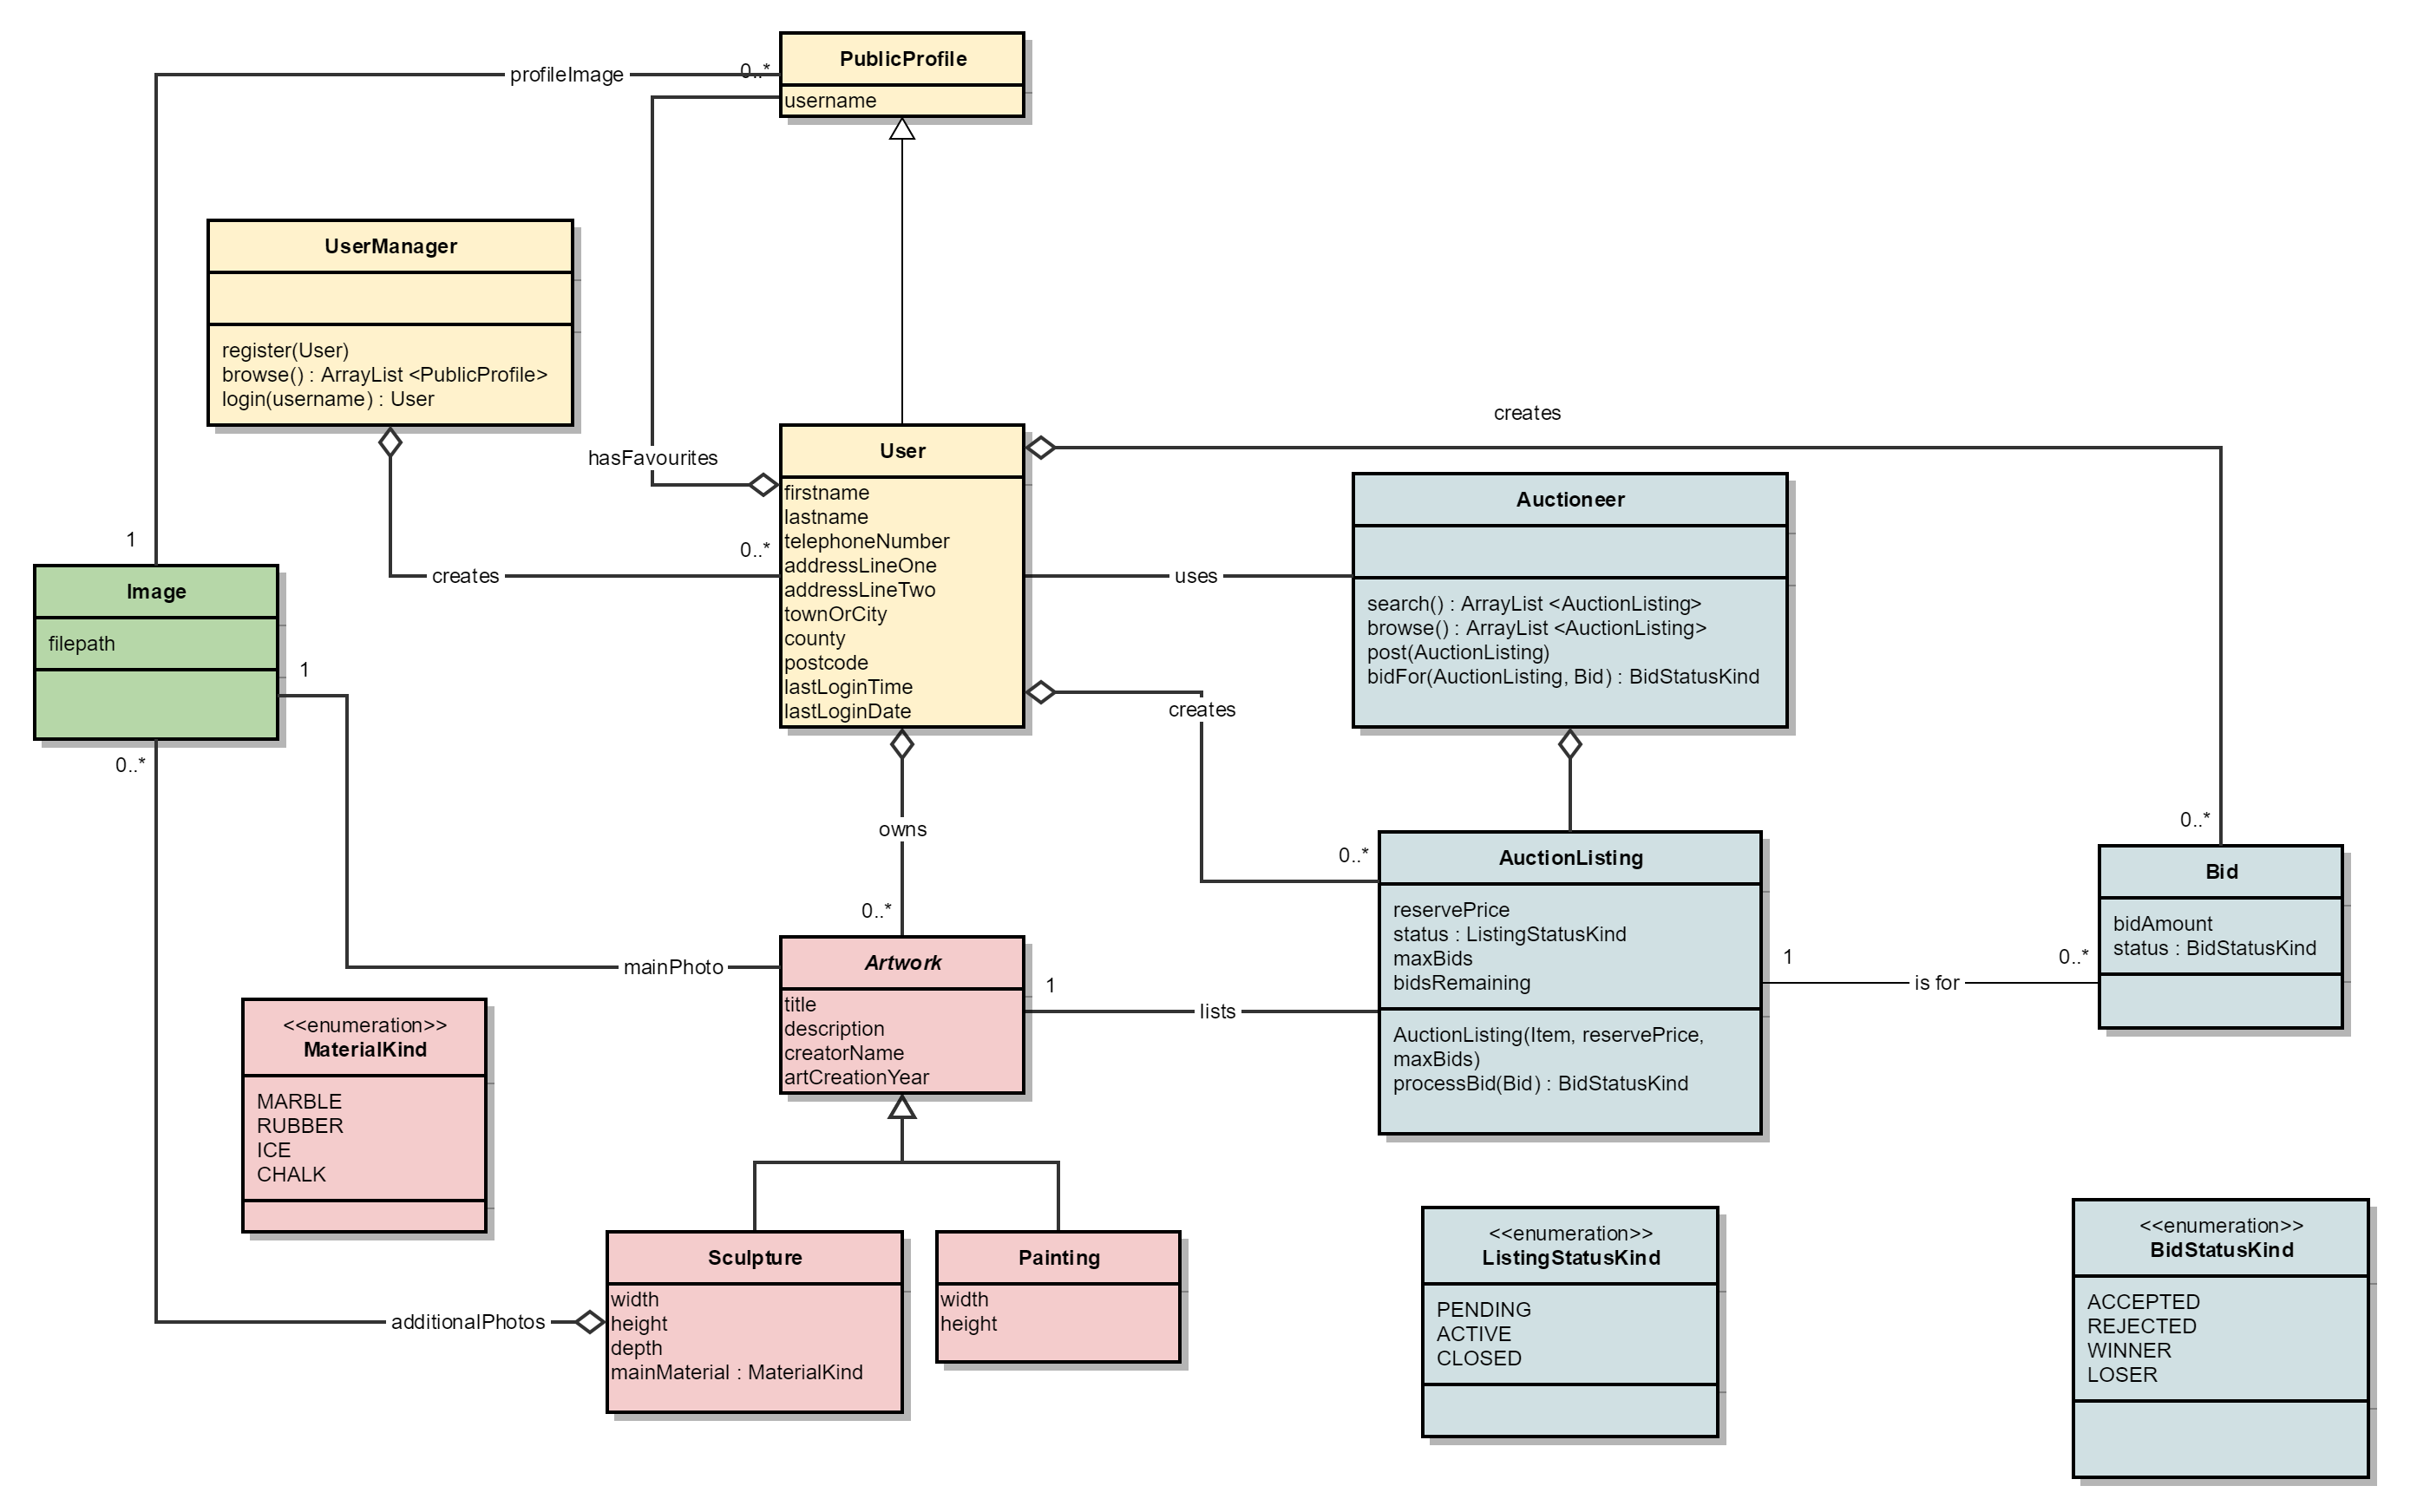 PublicProfile
username
profileImage
0..*
UserManager
register(User)
browse() : ArrayList <PublicProfile>
login(username) : User
hasFavourites
creates
0..*
1
Image
filepath
1
0..*
User
firstname
lastname
telephoneNumber
addressLineOne
addressLineTwo
townOrCity
county
postcode
lastLoginTime
lastLoginDate
creates
uses
creates
Auctioneer
search() : ArrayList <AuctionListing>
browse() : ArrayList <AuctionListing>
post(AuctionListing)
bidFor(AuctionListing, Bid) : BidStatusKind
owns
0..*
0..*
0..*
mainPhoto
Artwork
title
description
creatorName
artCreationYear
1
lists
AuctionListing
reservePrice
status : ListingStatusKind
maxBids
bidsRemaining
AuctionListing(Item, reservePrice,
maxBids)
processBid(Bid) : BidStatusKind
1
is for
0..*
Bid
bidAmount
status : BidStatusKind
<<enumeration>>
MaterialKind
MARBLE
RUBBER
ICE
CHALK
additionalPhotos
Sculpture
width
height
depth
mainMaterial : MaterialKind
Painting
width
height
<<enumeration>>
ListingStatusKind
PENDING
ACTIVE
CLOSED
<<enumeration>>
BidStatusKind
ACCEPTED
REJECTED
WINNER
LOSER